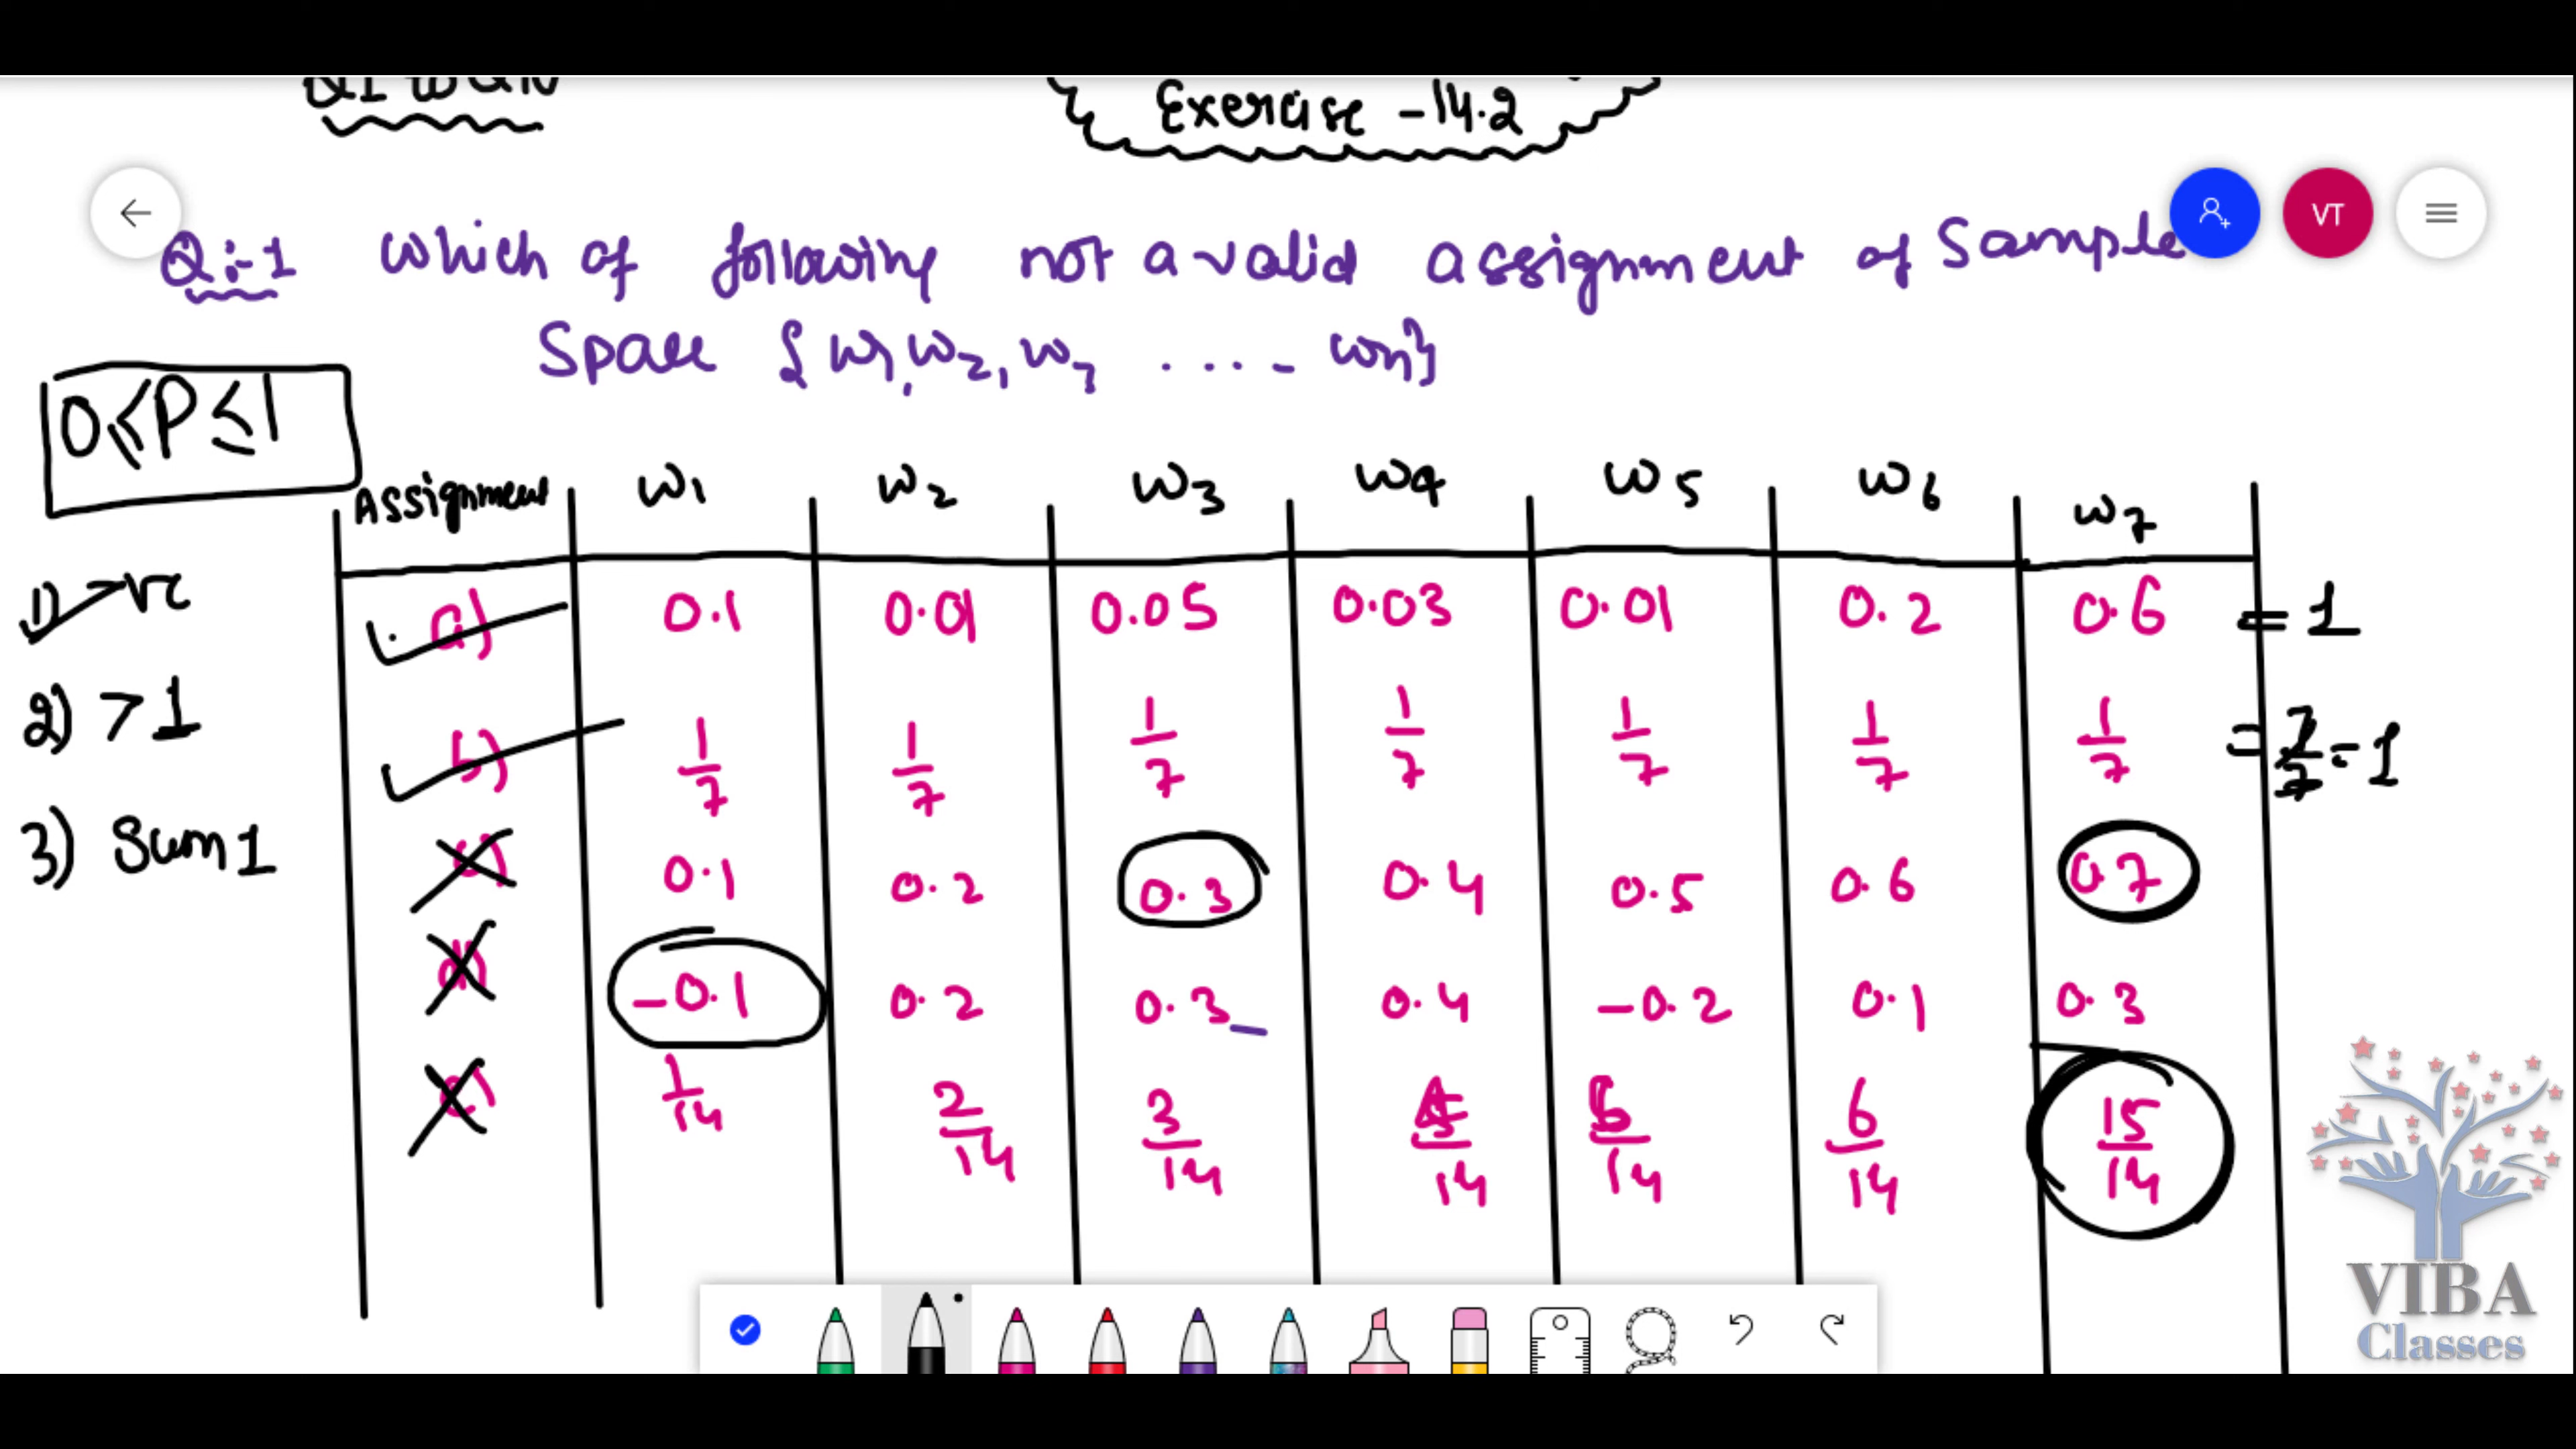 Q1 to Q10
Exercise -14.2
VT
Q:-1 which of following not a valid assignment of Sample
Space {w1, w2, w3 .... wn}
0≤P≤1
Assignment w1 w2 w3 w4 w5 w6 w7
1) -ve
a) 0.1 0.01 0.05 0.03 0.01 0.2 0.6 = 1
2) >1
b) 1/7 1/7 1/7 1/7 1/7 1/7 1/7 = 7/7 = 1
3) Sum1
c) 0.1 0.2 0.3 0.4 0.5 0.6 0.7
d) -0.1 0.2 0.3 0.4 -0.2 0.1 0.3
e) 1/14 2/14 3/14 4/14 5/14 6/14 15/14
VIBA
Classes